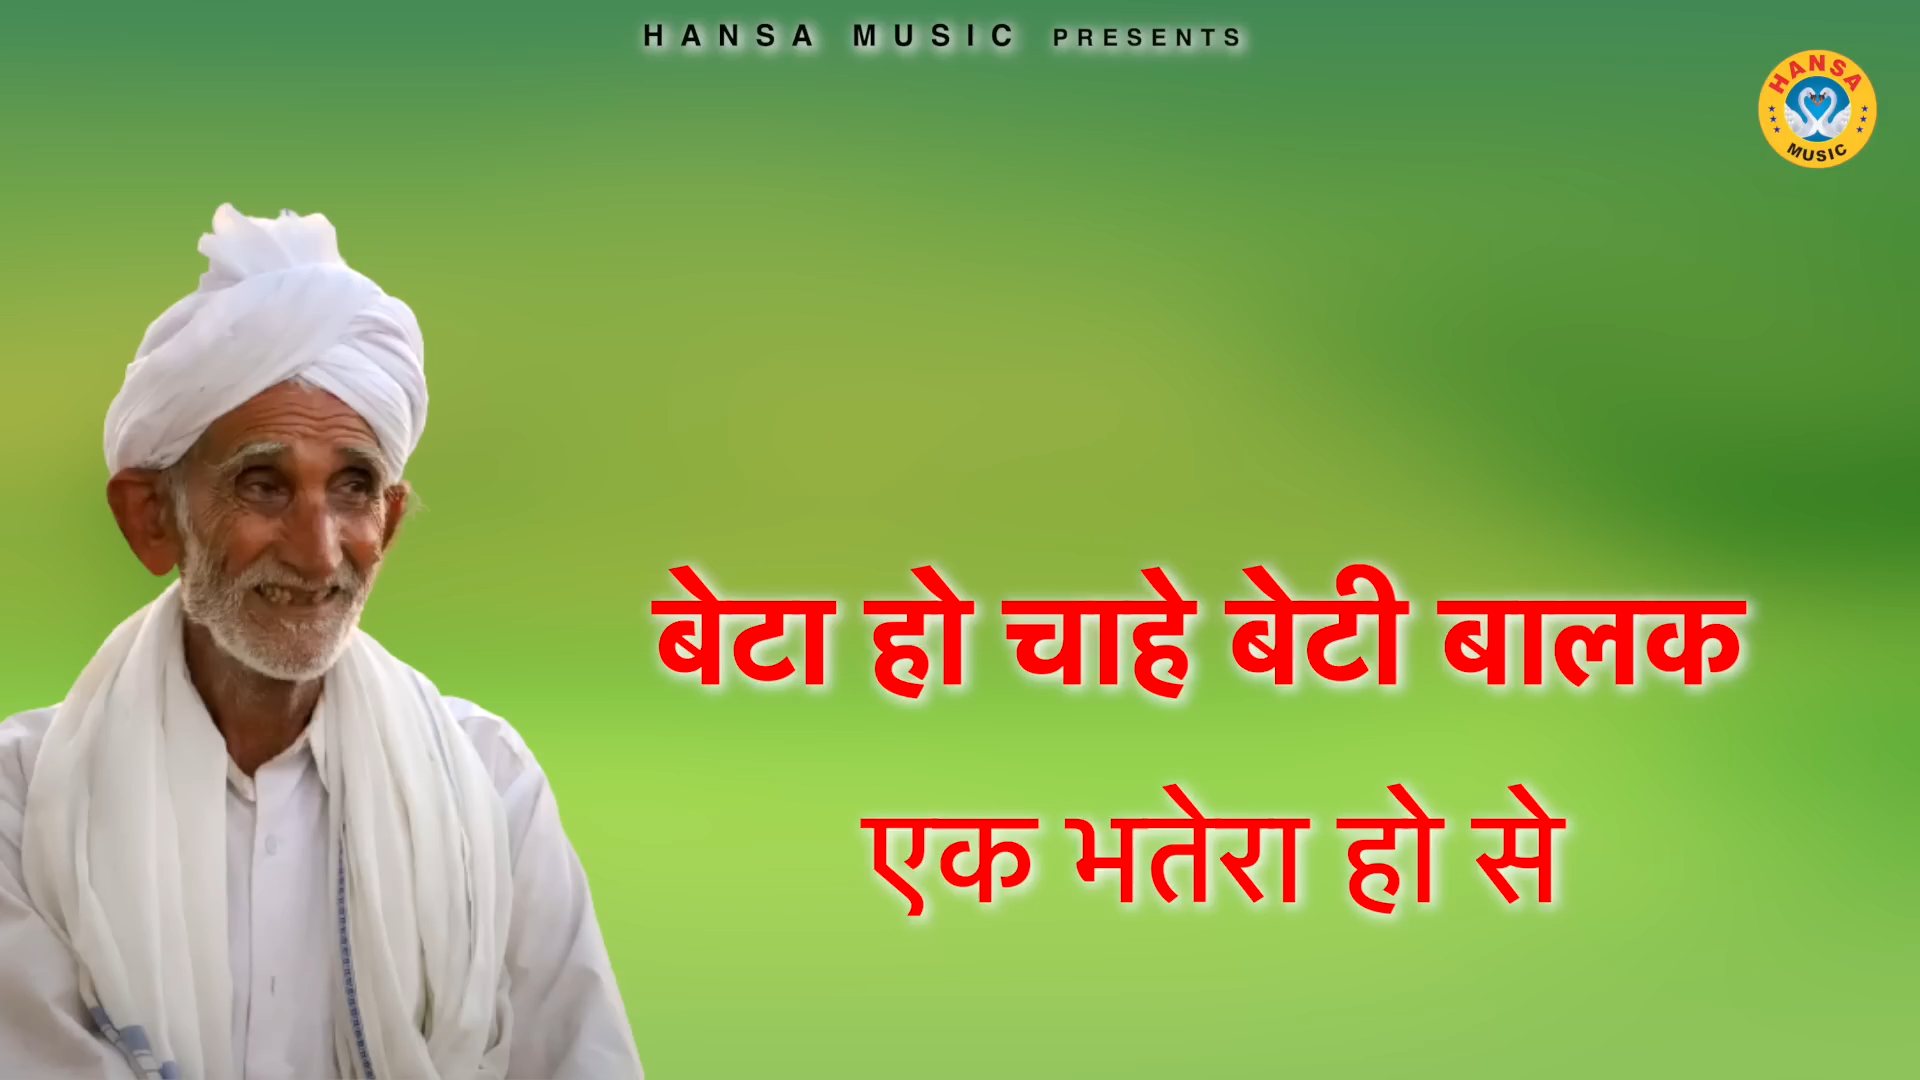 HANSA MUSIC PRESENTS
HANSA
MUSIC
बेटा हो चाहे बेटी बालक
एक भतेरा हो से